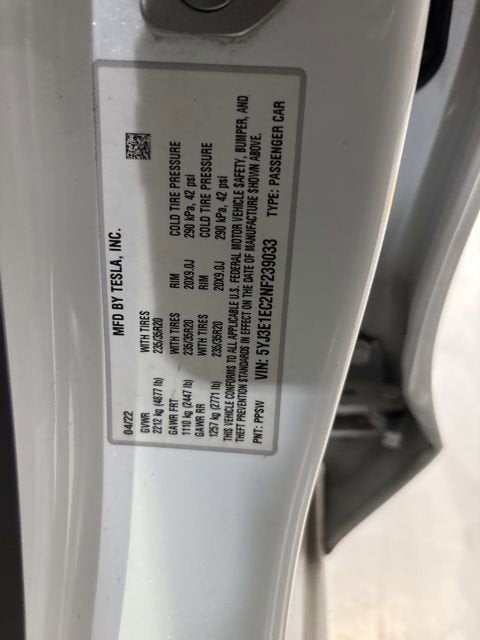 MFD BY TESLA, INC.
04/22
GVWR
2212 kg (4877 lb)
GAWR FRT WITH TIRES RIM COLD TIRE PRESSURE
1110 kg (2447 lb) 235/35R20 20X9.0J 290 kPa, 42 psi
GAWR RR WITH TIRES RIM COLD TIRE PRESSURE
1257 kg (2771 lb) 235/35R20 20X9.0J 290 kPa, 42 psi
THIS VEHICLE CONFORMS TO ALL APPLICABLE U.S. FEDERAL MOTOR VEHICLE SAFETY, BUMPER, AND
THEFT PREVENTION STANDARDS IN EFFECT ON THE DATE OF MANUFACTURE SHOWN ABOVE.
VIN: 5YJ3E1EC2NF239033
PNT: PPSW TYPE: PASSENGER CAR